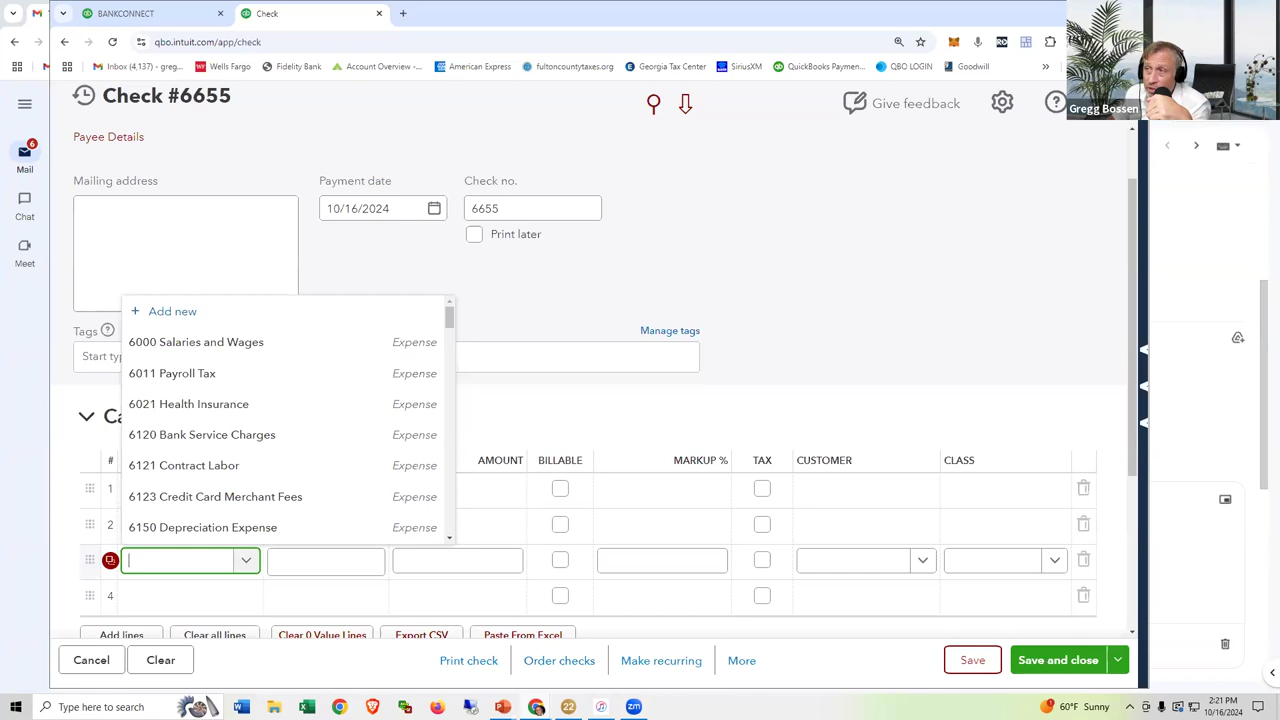 BANKCONNECT
Check
qbo.intuit.com/app/check
Inbox (4,137) - greg...
Wells Fargo
Fidelity Bank
Account Overview -...
American Express
fultoncountytaxes.org
Georgia Tax Center
SiriusXM
QuickBooks Paymen...
QBO LOGIN
Goodwill
Gregg Bossen
Check #6655
Give feedback
Payee Details
6
Mail
Chat
Meet
Mailing address
Payment date
Check no.
10/16/2024
6655
Print later
Tags
Manage tags
Start typ
+ Add new
6000 Salaries and Wages Expense
6011 Payroll Tax Expense
6021 Health Insurance Expense
6120 Bank Service Charges Expense
6121 Contract Labor Expense
6123 Credit Card Merchant Fees Expense
6150 Depreciation Expense Expense
Ca
# AMOUNT BILLABLE MARKUP % TAX CUSTOMER CLASS
1
2
4
Add lines Clear all lines Clear 0 Value Lines Export CSV Paste From Excel
Cancel Clear Print check Order checks Make recurring More Save Save and close
Type here to search
22
zm
60°F Sunny
2:21 PM
10/16/2024